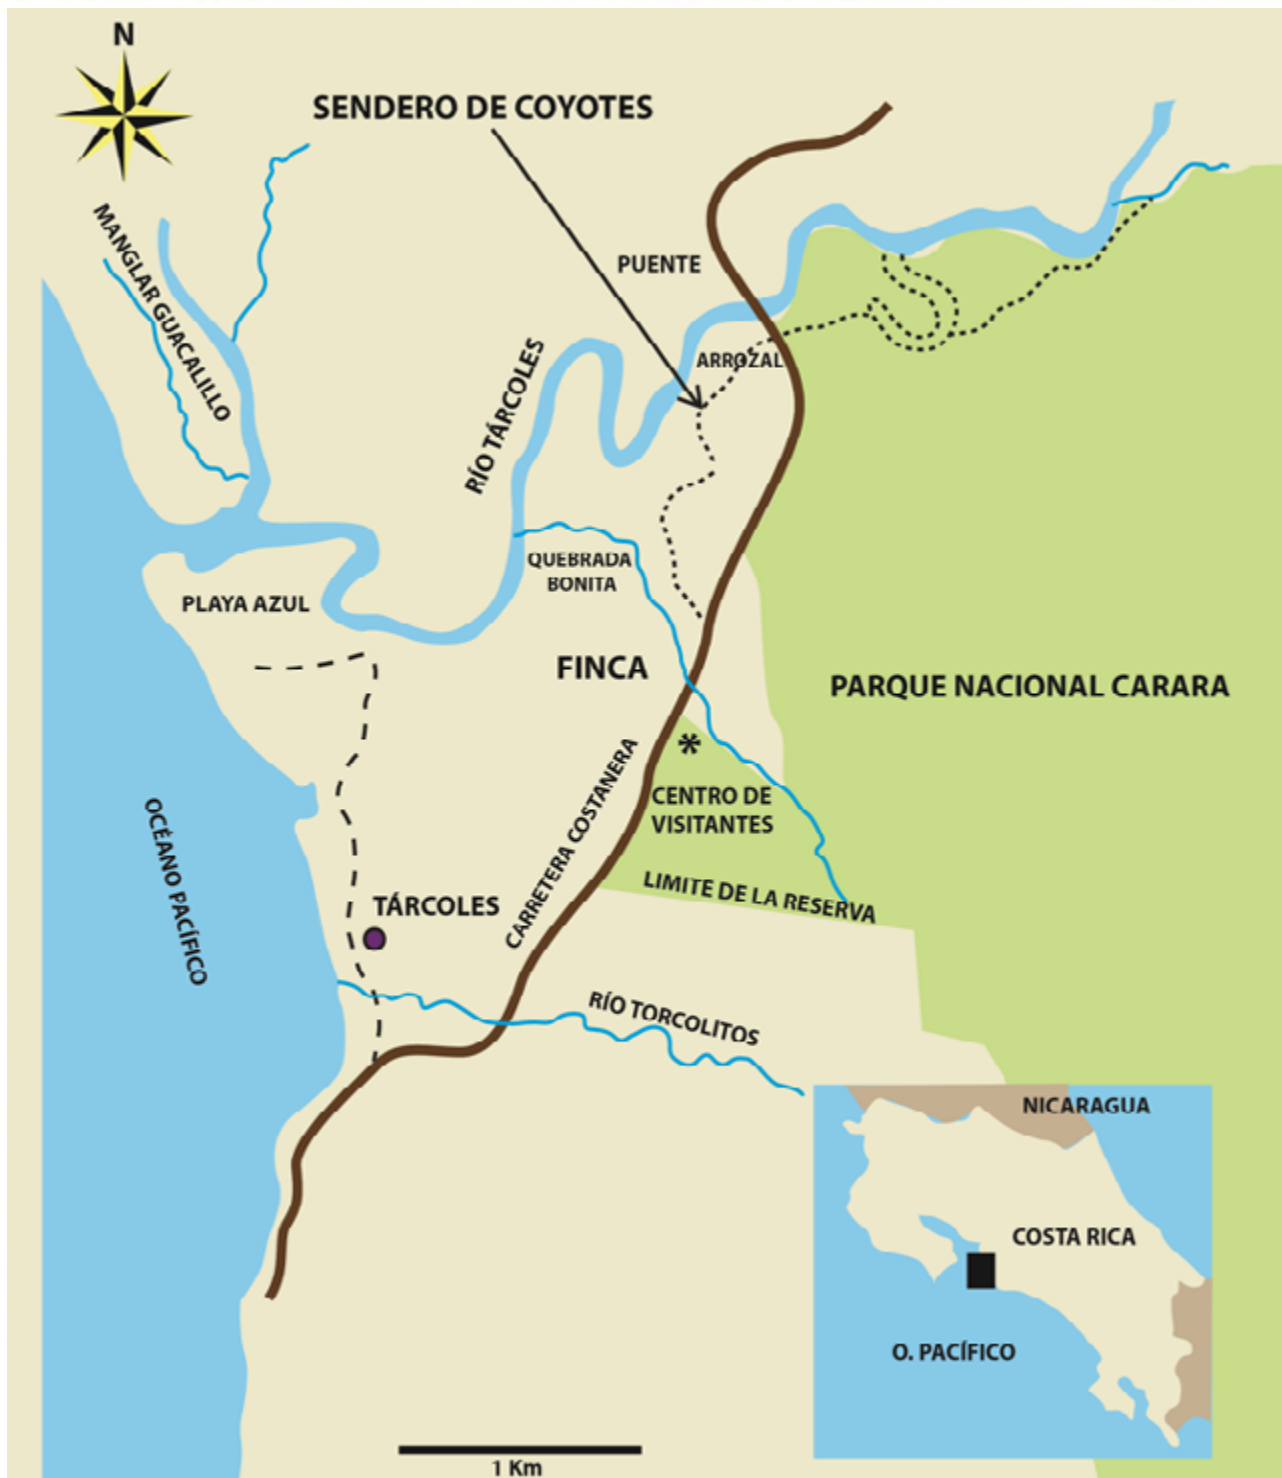 N
SENDERO DE COYOTES
MANGLAR GUACALILLO
PUENTE
RÍO TÁRCOLES
ARROZAL
QUEBRADA
BONITA
PLAYA AZUL
FINCA
PARQUE NACIONAL CARARA
*
CENTRO DE
VISITANTES
OCÉANO PACÍFICO
CARRETERA COSTANERA
LIMITE DE LA RESERVA
TÁRCOLES
RÍO TORCOLITOS
NICARAGUA
COSTA RICA
O. PACÍFICO
1 Km